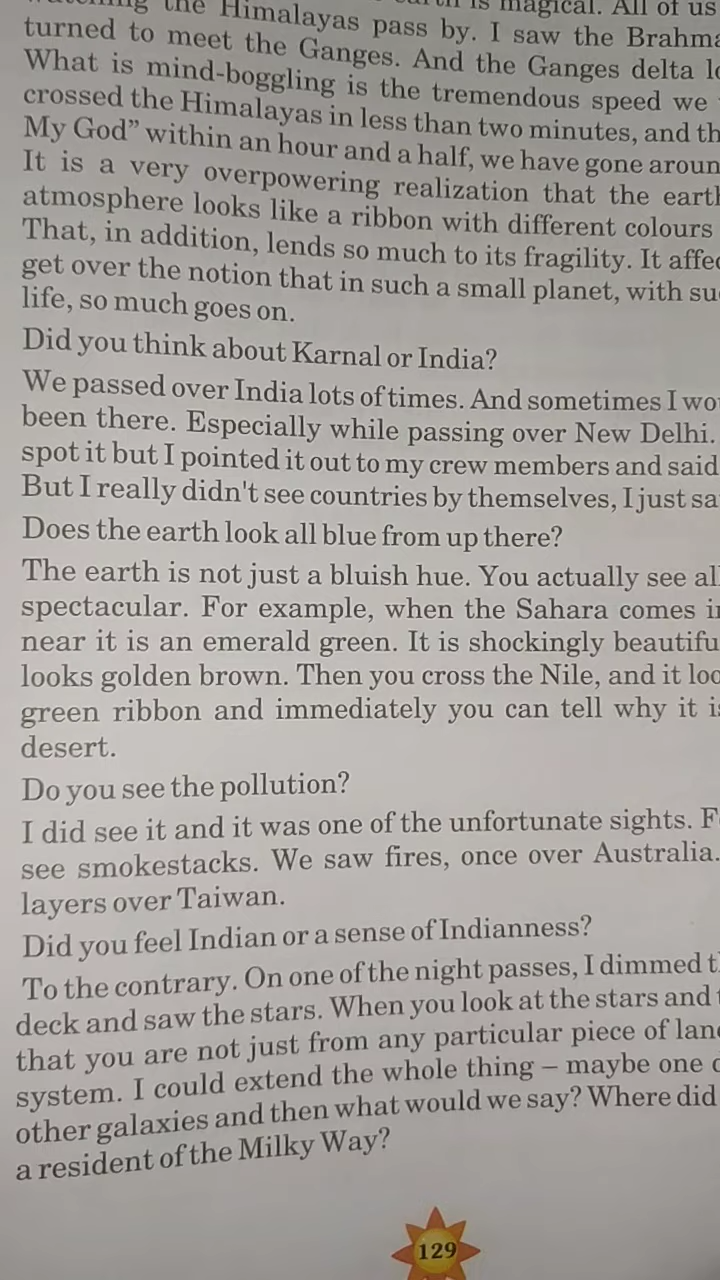 the Himalayas pass by. I saw the
turned to meet the Ganges. And the Ganges delta
What is mind-boggling is the tremendous speed we
crossed the Himalayas in less than two minutes, and
My God" within an hour and a half, we have gone
It is a very overpowering realization that the
atmosphere looks like a ribbon with different colours
That, in addition, lends so much to its fragility. It
get over the notion that in such a small planet, with
life, so much goes on.
Did you think about Karnal or India?
We passed over India lots of times. And sometimes I
been there. Especially while passing over New Delhi.
spot it but I pointed it out to my crew members and said
But I really didn't see countries by themselves, I just
Does the earth look all blue from up there?
The earth is not just a bluish hue. You actually see
spectacular. For example, when the Sahara comes
near it is an emerald green. It is shockingly
looks golden brown. Then you cross the Nile, and it
green ribbon and immediately you can tell why it
desert.
Do you see the pollution?
I did see it and it was one of the unfortunate sights.
see smokestacks. We saw fires, once over Australia.
layers over Taiwan.
Did you feel Indian or a sense of Indianness?
To the contrary. On one of the night passes, I dimmed
deck and saw the stars. When you look at the stars and
that you are not just from any particular piece of
system. I could extend the whole thing – maybe one
other galaxies and then what would we say? Where did
a resident of the Milky Way?
129